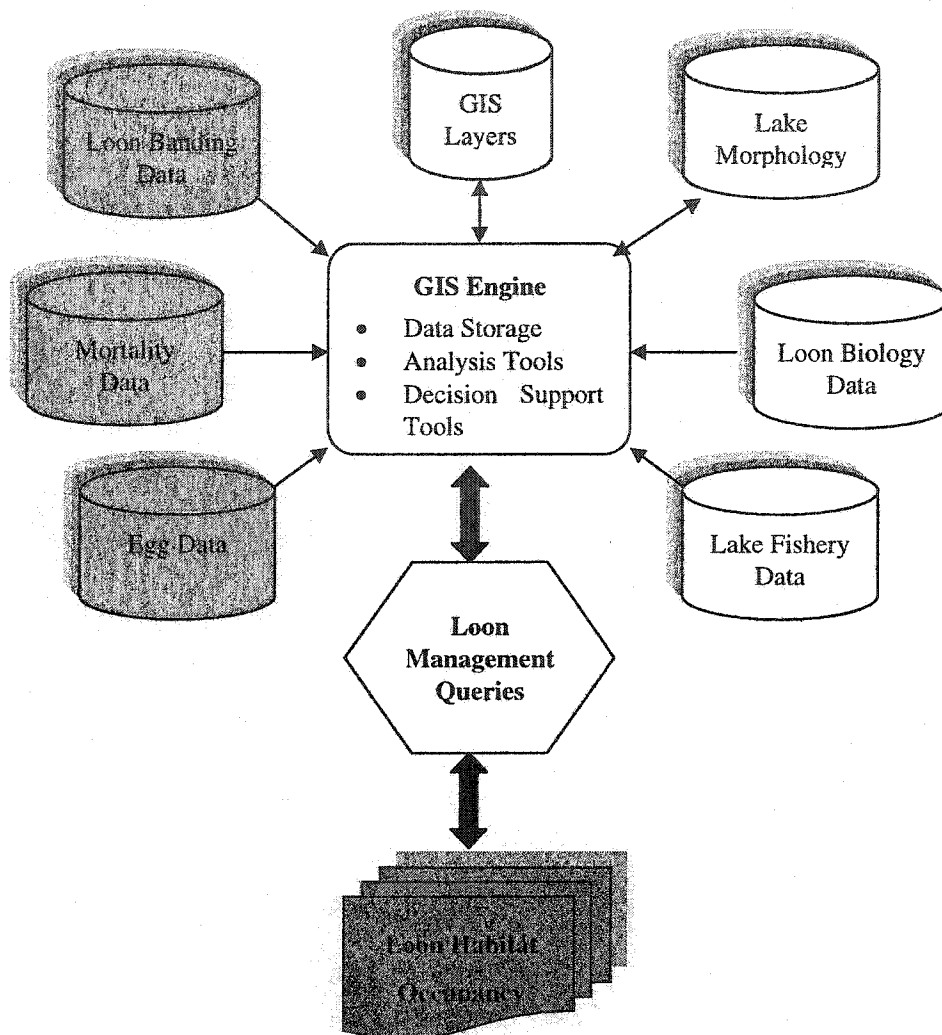 Loon Banding
Data
GIS
Layers
Lake
Morphology
Mortality
Data
GIS Engine
• Data Storage
• Analysis Tools
• Decision Support
Tools
Loon Biology
Data
Egg Data
Lake Fishery
Data
Loon
Management
Queries
Loon Habitat
Occupancy